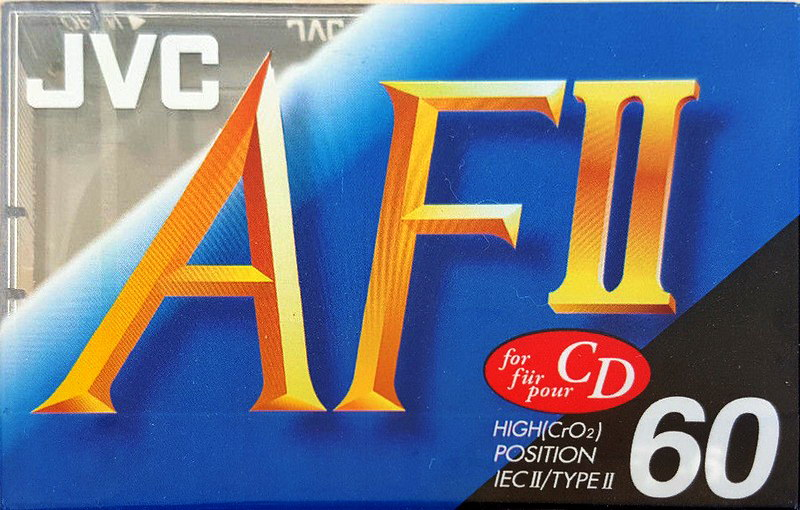 JVC
AFII
for
für
pour
CD
HIGH(CrO₂)
POSITION
IEC II/TYPE II
60